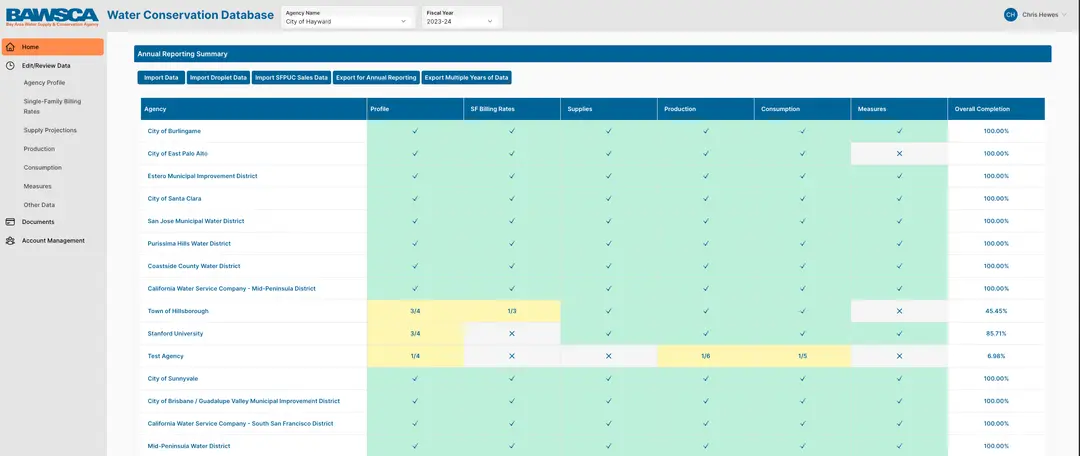 BAWSCA
Bay Area Water Supply & Conservation Agency
Water Conservation Database
Agency Name
City of Hayward
Fiscal Year
2023-24
CH Chris Hewes
Home
Edit/Review Data
Agency Profile
Single-Family Billing
Rates
Supply Projections
Production
Consumption
Measures
Other Data
Documents
Account Management
Annual Reporting Summary
Import Data Import Droplet Data Import SFPUC Sales Data Export for Annual Reporting Export Multiple Years of Data
Agency Profile SF Billing Rates Supplies Production Consumption Measures Overall Completion
City of Burlingame ✓ ✓ ✓ ✓ ✓ ✓ 100.00%
City of East Palo Alto ✓ ✓ ✓ ✓ ✓ ✕ 100.00%
Estero Municipal Improvement District ✓ ✓ ✓ ✓ ✓ ✓ 100.00%
City of Santa Clara ✓ ✓ ✓ ✓ ✓ ✓ 100.00%
San Jose Municipal Water District ✓ ✓ ✓ ✓ ✓ ✓ 100.00%
Purissima Hills Water District ✓ ✓ ✓ ✓ ✓ ✓ 100.00%
Coastside County Water District ✓ ✓ ✓ ✓ ✓ ✓ 100.00%
California Water Service Company - Mid-Peninsula District ✓ ✓ ✓ ✓ ✓ ✓ 100.00%
Town of Hillsborough 3/4 1/3 ✓ ✓ ✓ ✕ 45.45%
Stanford University 3/4 ✕ ✓ ✓ ✓ ✓ 85.71%
Test Agency 1/4 ✕ ✕ 1/6 1/5 ✕ 6.98%
City of Sunnyvale ✓ ✓ ✓ ✓ ✓ ✓ 100.00%
City of Brisbane / Guadalupe Valley Municipal Improvement District ✓ ✓ ✓ ✓ ✓ ✓ 100.00%
California Water Service Company - South San Francisco District ✓ ✓ ✓ ✓ ✓ ✓ 100.00%
Mid-Peninsula Water District ✓ ✓ ✓ ✓ ✓ ✓ 100.00%